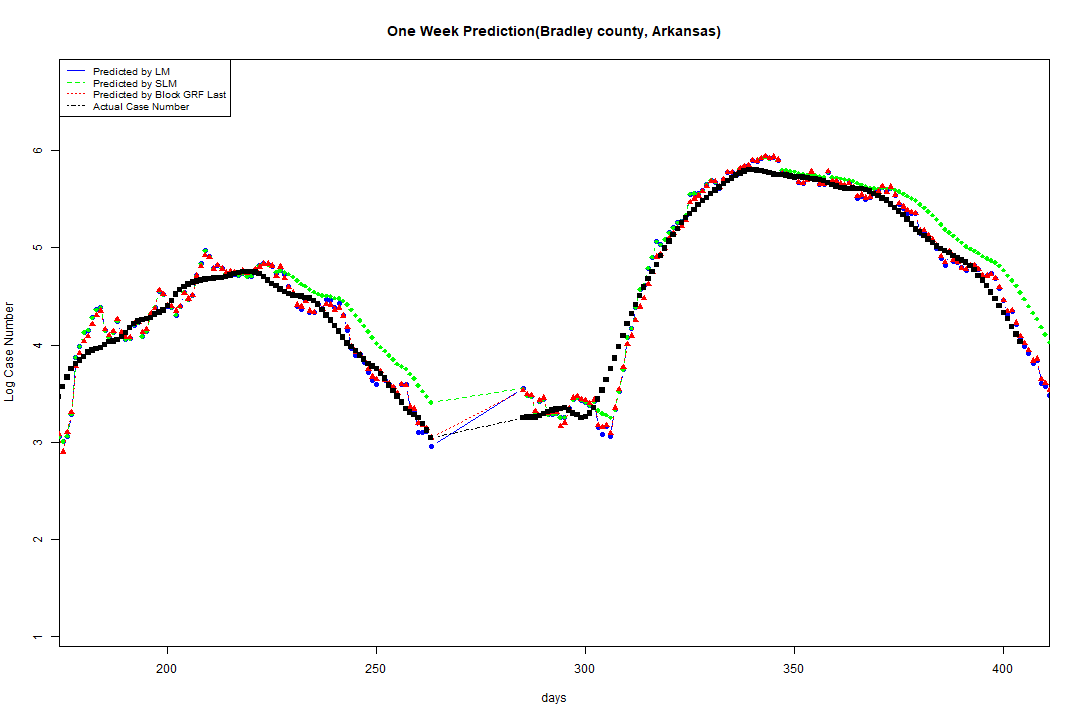 One Week Prediction(Bradley county, Arkansas)
Predicted by LM
Predicted by SLM
Predicted by Block GRF Last
Actual Case Number
6
5
4
3
2
1
Log Case Number
200 250 300 350 400
days